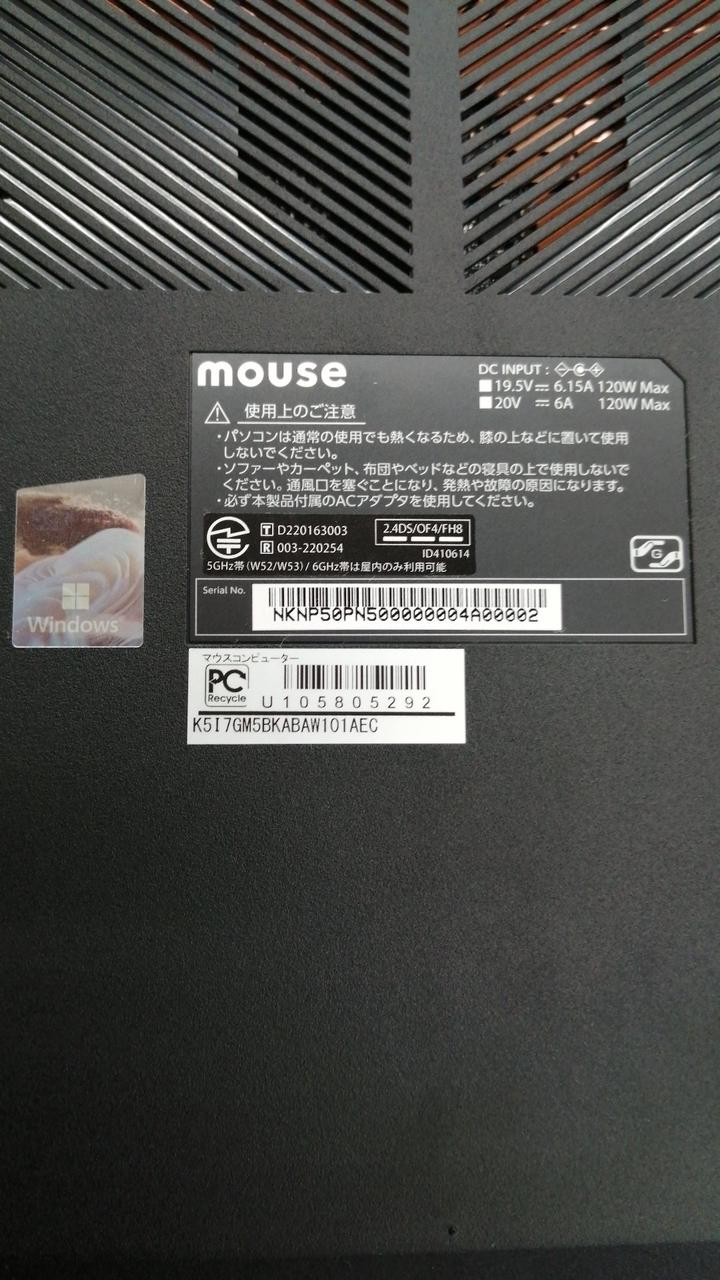 mouse
DC INPUT :
19.5V 6.15A 120W Max
20V 6A 120W Max
使用上のご注意
・パソコンは通常の使用でも熱くなるため、膝の上などに置いて使用
しないでください。
・ソファーやカーペット、布団やベッドなどの寝具の上で使用しないで
ください。通風口を塞ぐことになり、発熱や故障の原因になります。
・必ず本製品付属のACアダプタを使用してください。
T D220163003
R 003-220254
2.4DS/OF4/FH8
ID410614
5GHz帯 (W52/W53) / 6GHz帯は屋内のみ利用可能
G
Serial No.
NKNP50PN500000004A00002
Windows
マウスコンピューター
PC
Recycle
U105805292
K5I7GM5BKABAW101AEC